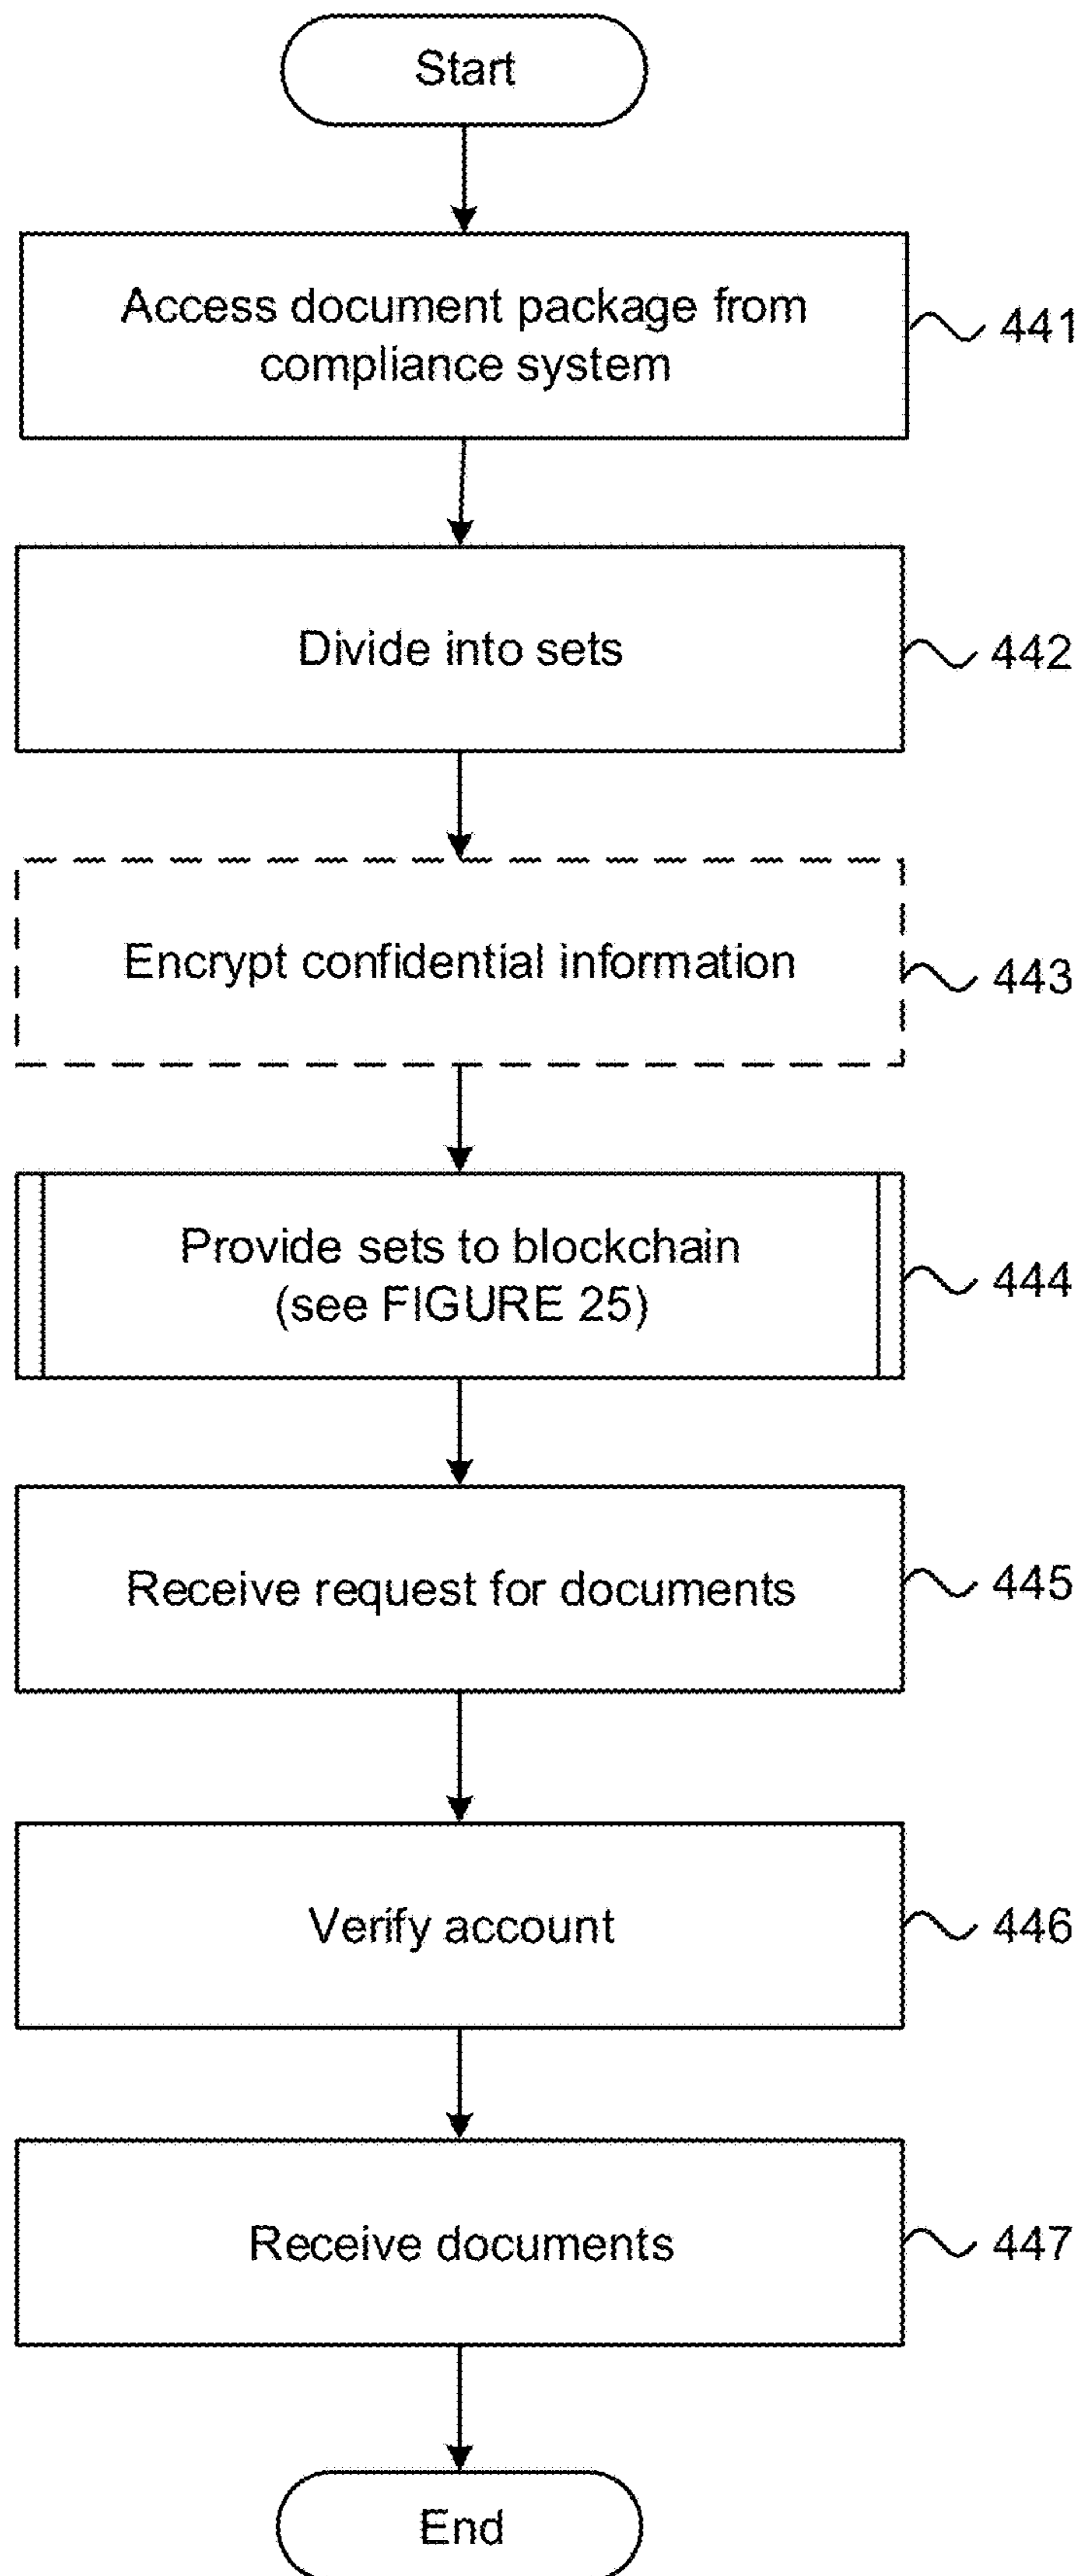 Start
Access document package from
compliance system
441
Divide into sets
442
Encrypt confidential information
443
Provide sets to blockchain
(see FIGURE 25)
444
Receive request for documents
445
Verify account
446
Receive documents
447
End